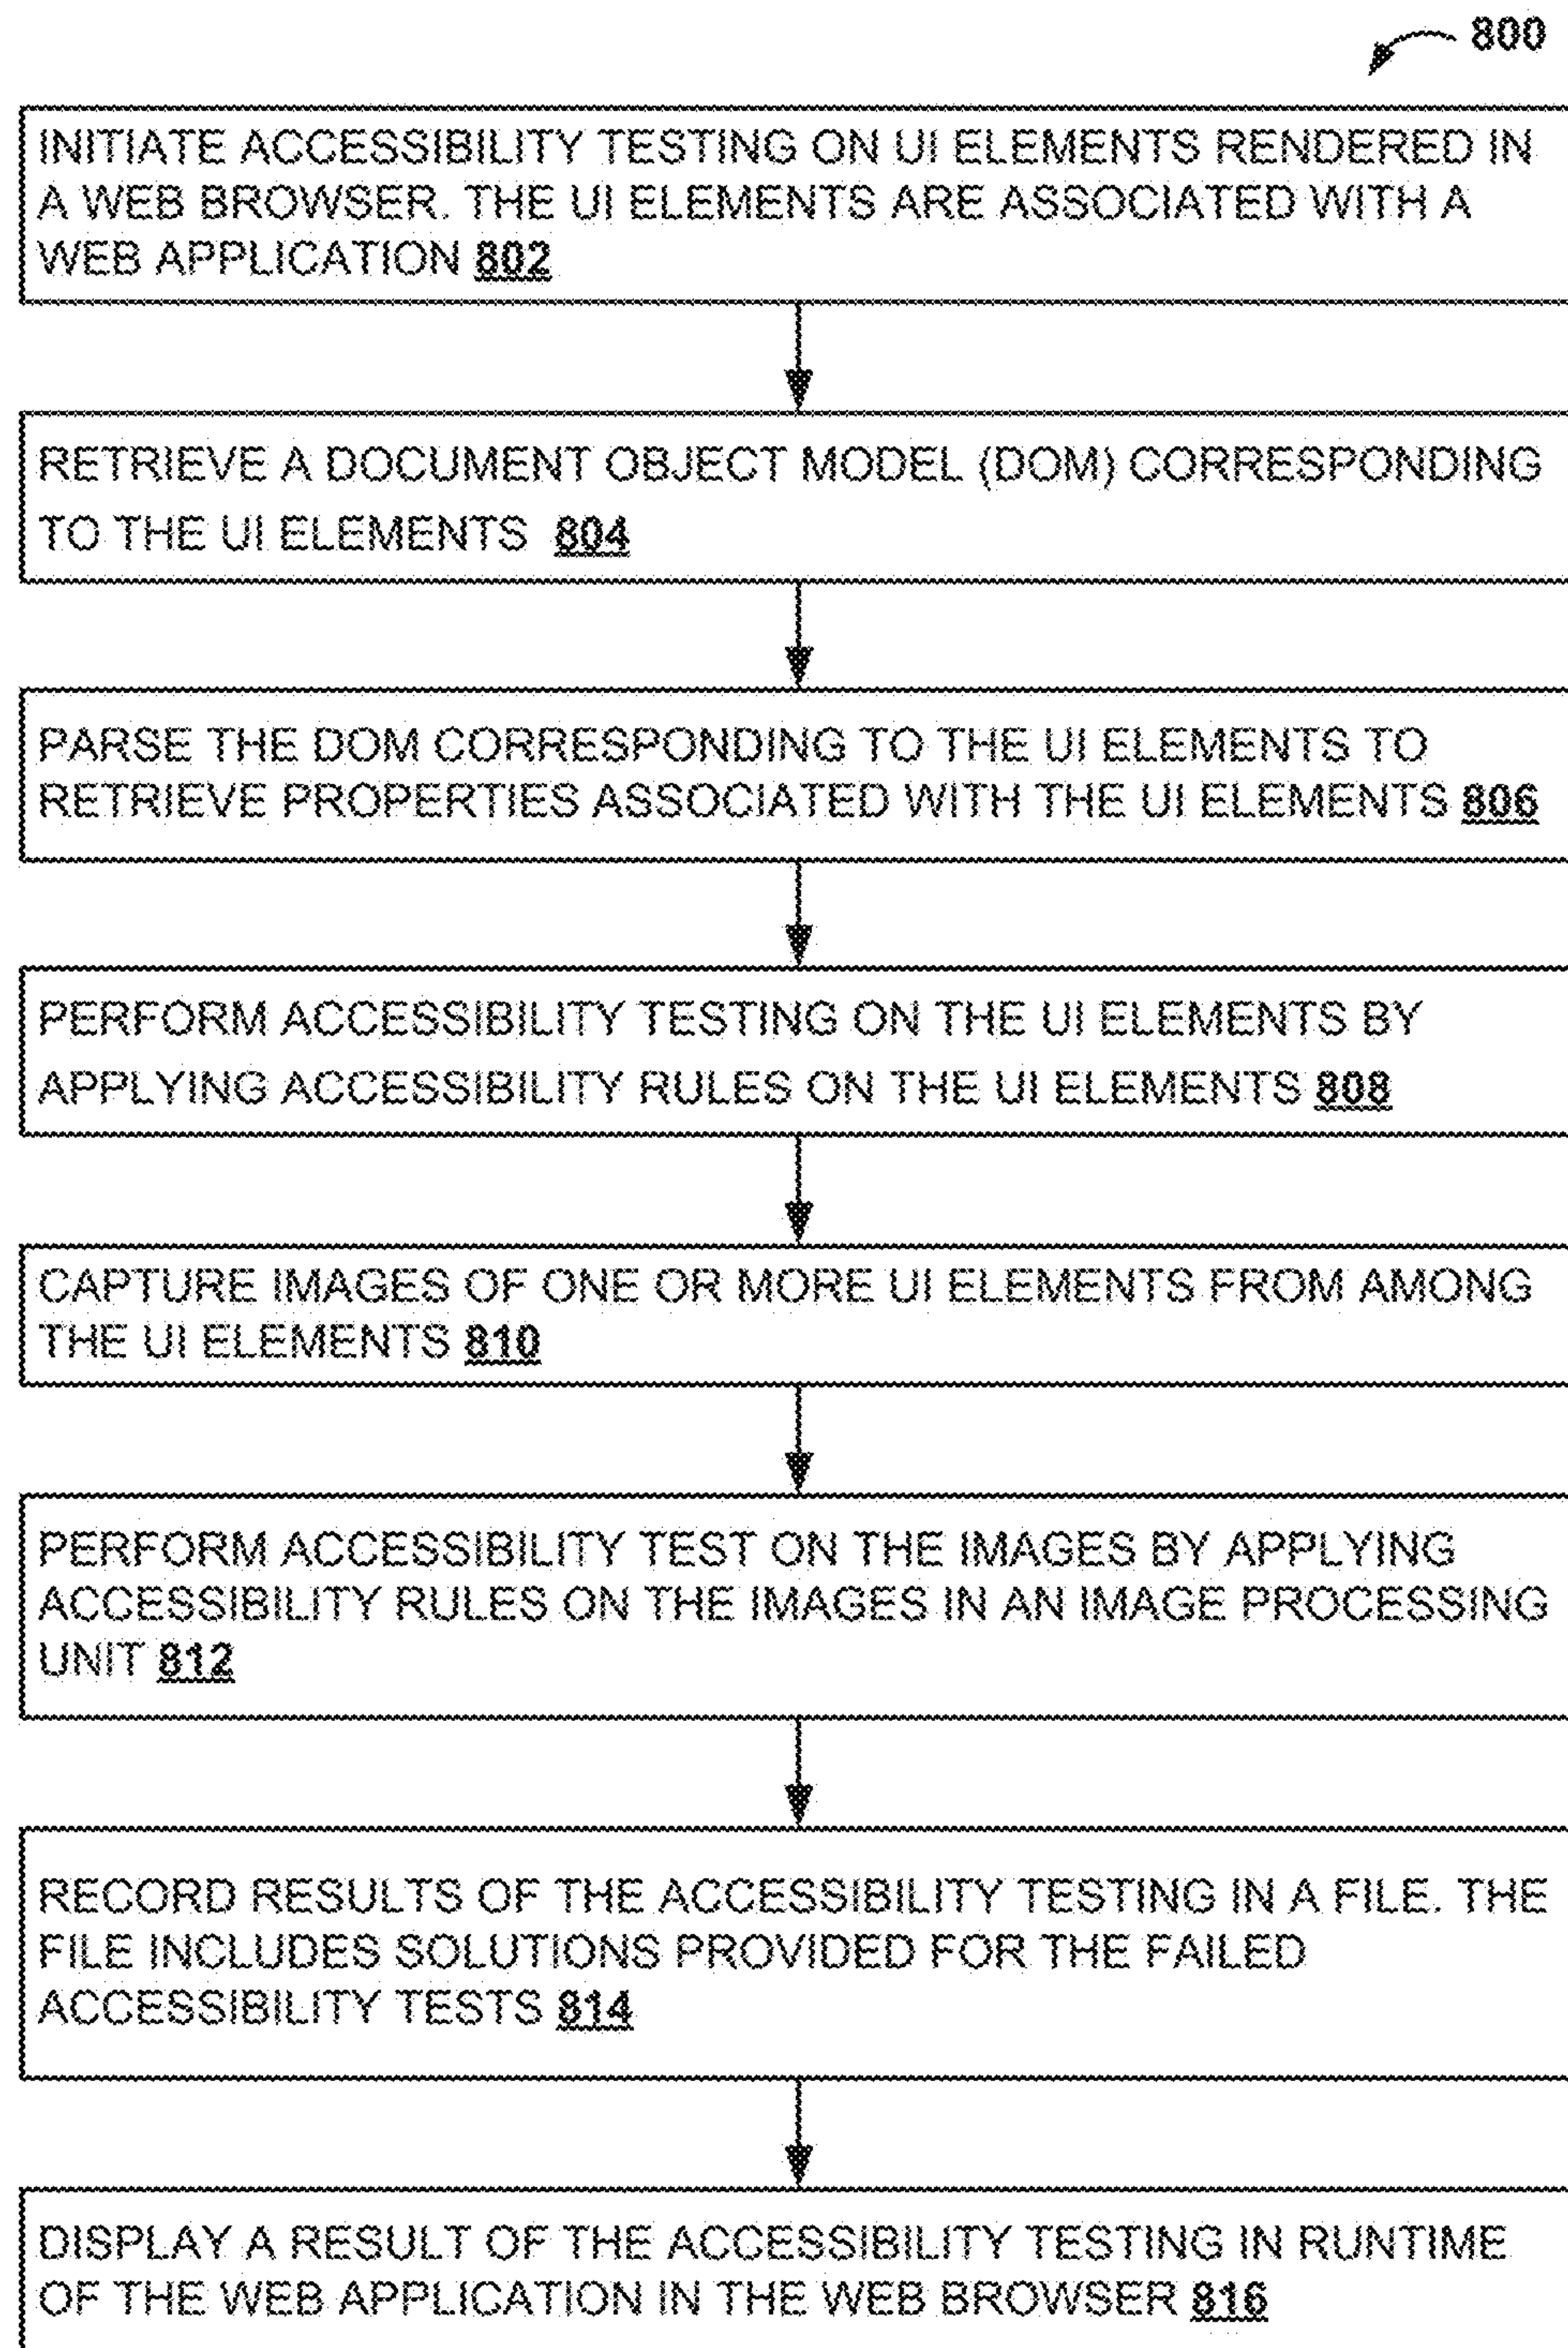 800
INITIATE ACCESSIBILITY TESTING ON UI ELEMENTS RENDERED IN
A WEB BROWSER. THE UI ELEMENTS ARE ASSOCIATED WITH A
WEB APPLICATION 802
RETRIEVE A DOCUMENT OBJECT MODEL (DOM) CORRESPONDING
TO THE UI ELEMENTS 804
PARSE THE DOM CORRESPONDING TO THE UI ELEMENTS TO
RETRIEVE PROPERTIES ASSOCIATED WITH THE UI ELEMENTS 806
PERFORM ACCESSIBILITY TESTING ON THE UI ELEMENTS BY
APPLYING ACCESSIBILITY RULES ON THE UI ELEMENTS 808
CAPTURE IMAGES OF ONE OR MORE UI ELEMENTS FROM AMONG
THE UI ELEMENTS 810
PERFORM ACCESSIBILITY TEST ON THE IMAGES BY APPLYING
ACCESSIBILITY RULES ON THE IMAGES IN AN IMAGE PROCESSING
UNIT 812
RECORD RESULTS OF THE ACCESSIBILITY TESTING IN A FILE. THE
FILE INCLUDES SOLUTIONS PROVIDED FOR THE FAILED
ACCESSIBILITY TESTS 814
DISPLAY A RESULT OF THE ACCESSIBILITY TESTING IN RUNTIME
OF THE WEB APPLICATION IN THE WEB BROWSER 816